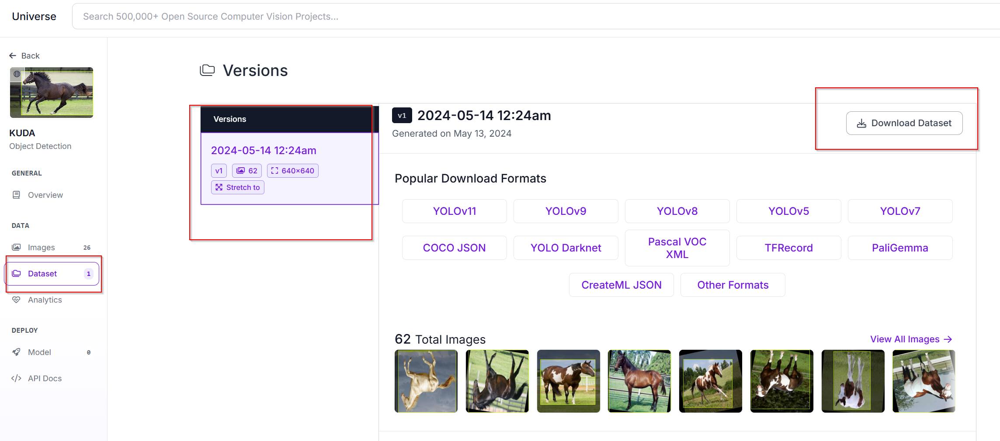 Universe
Search 500,000+ Open Source Computer Vision Projects...
Back
KUDA
Object Detection
GENERAL
Overview
DATA
Images 26
Dataset 1
Analytics
DEPLOY
Model 0
API Docs
Versions
Versions
2024-05-14 12:24am
v1 62 640×640
Stretch to
v1 2024-05-14 12:24am
Generated on May 13, 2024
Download Dataset
Popular Download Formats
YOLOv11 YOLOv9 YOLOv8 YOLOv5 YOLOv7
COCO JSON YOLO Darknet Pascal VOC XML TFRecord PaliGemma
CreateML JSON Other Formats
62 Total Images
View All Images